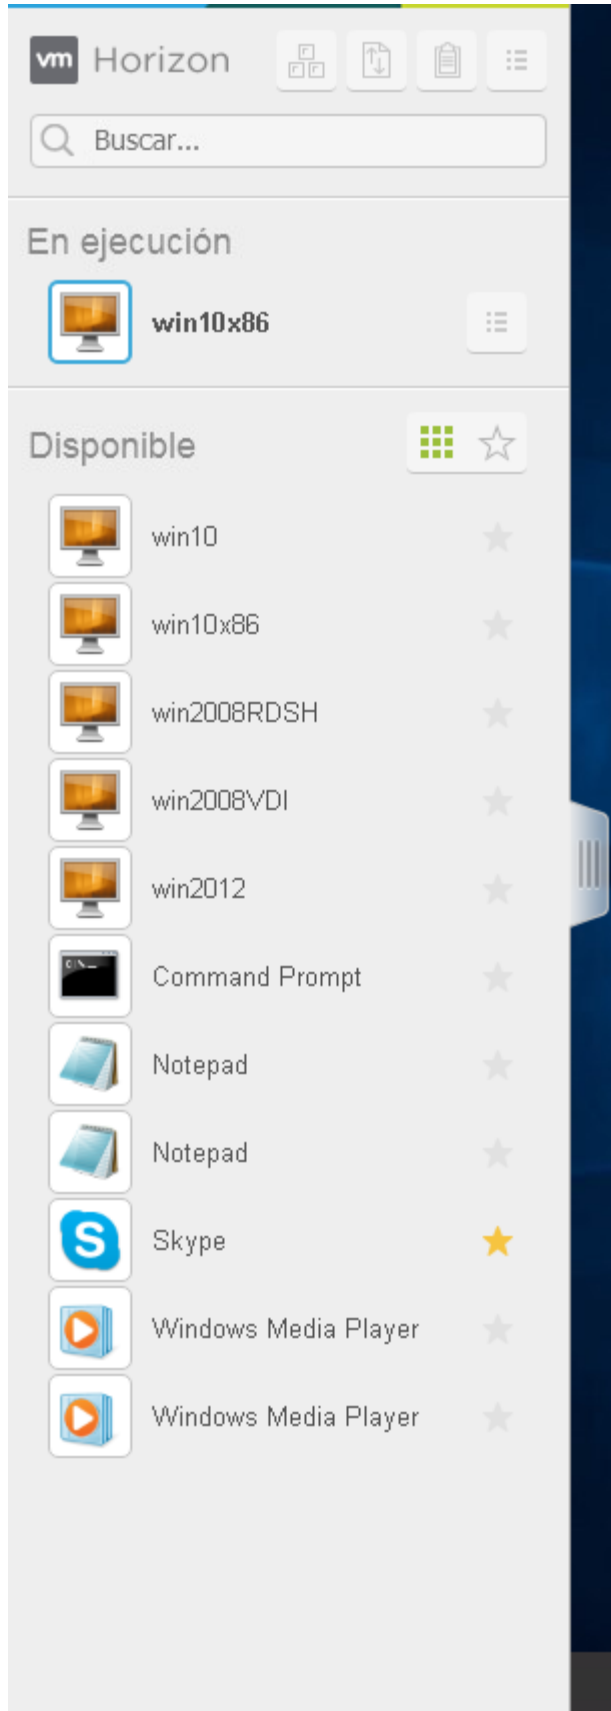 vm Horizon
Buscar...
En ejecución
win10x86
Disponible
win10
win10x86
win2008RDSH
win2008VDI
win2012
C:\_
Command Prompt
Notepad
Notepad
S
Skype
Windows Media Player
Windows Media Player